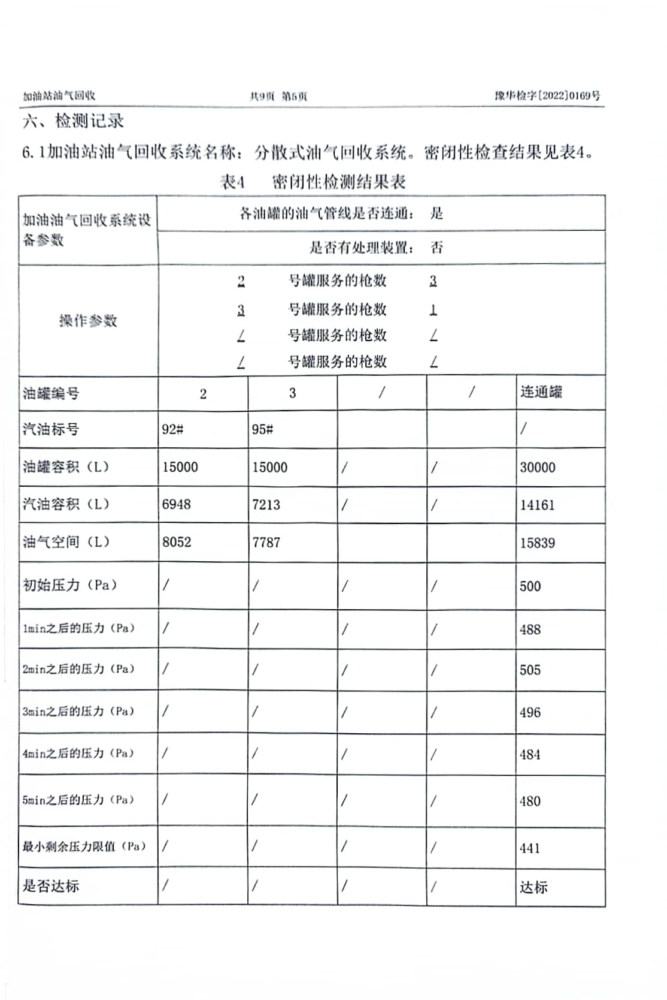 加油站油气回收 共9页 第5页 豫华检字[2022]0169号
六、检测记录
6.1加油站油气回收系统名称：分散式油气回收系统。密闭性检查结果见表4。
表4 密闭性检测结果表
加油油气回收系统设
备参数
各油罐的油气管线是否连通： 是
是否有处理装置： 否
操作参数
2 号罐服务的枪数 3
3 号罐服务的枪数 1
/ 号罐服务的枪数 /
/ 号罐服务的枪数 /
油罐编号 2 3 / / 连通罐
汽油标号 92# 95# /
油罐容积（L） 15000 15000 / / 30000
汽油容积（L） 6948 7213 / / 14161
油气空间（L） 8052 7787 15839
初始压力（Pa） / / / / 500
1min之后的压力（Pa） / / / / 488
2min之后的压力（Pa） / / / / 505
3min之后的压力（Pa） / / / / 496
4min之后的压力（Pa） / / / / 484
5min之后的压力（Pa） / / / / 480
最小剩余压力限值（Pa） / / / / 441
是否达标 / / / / 达标